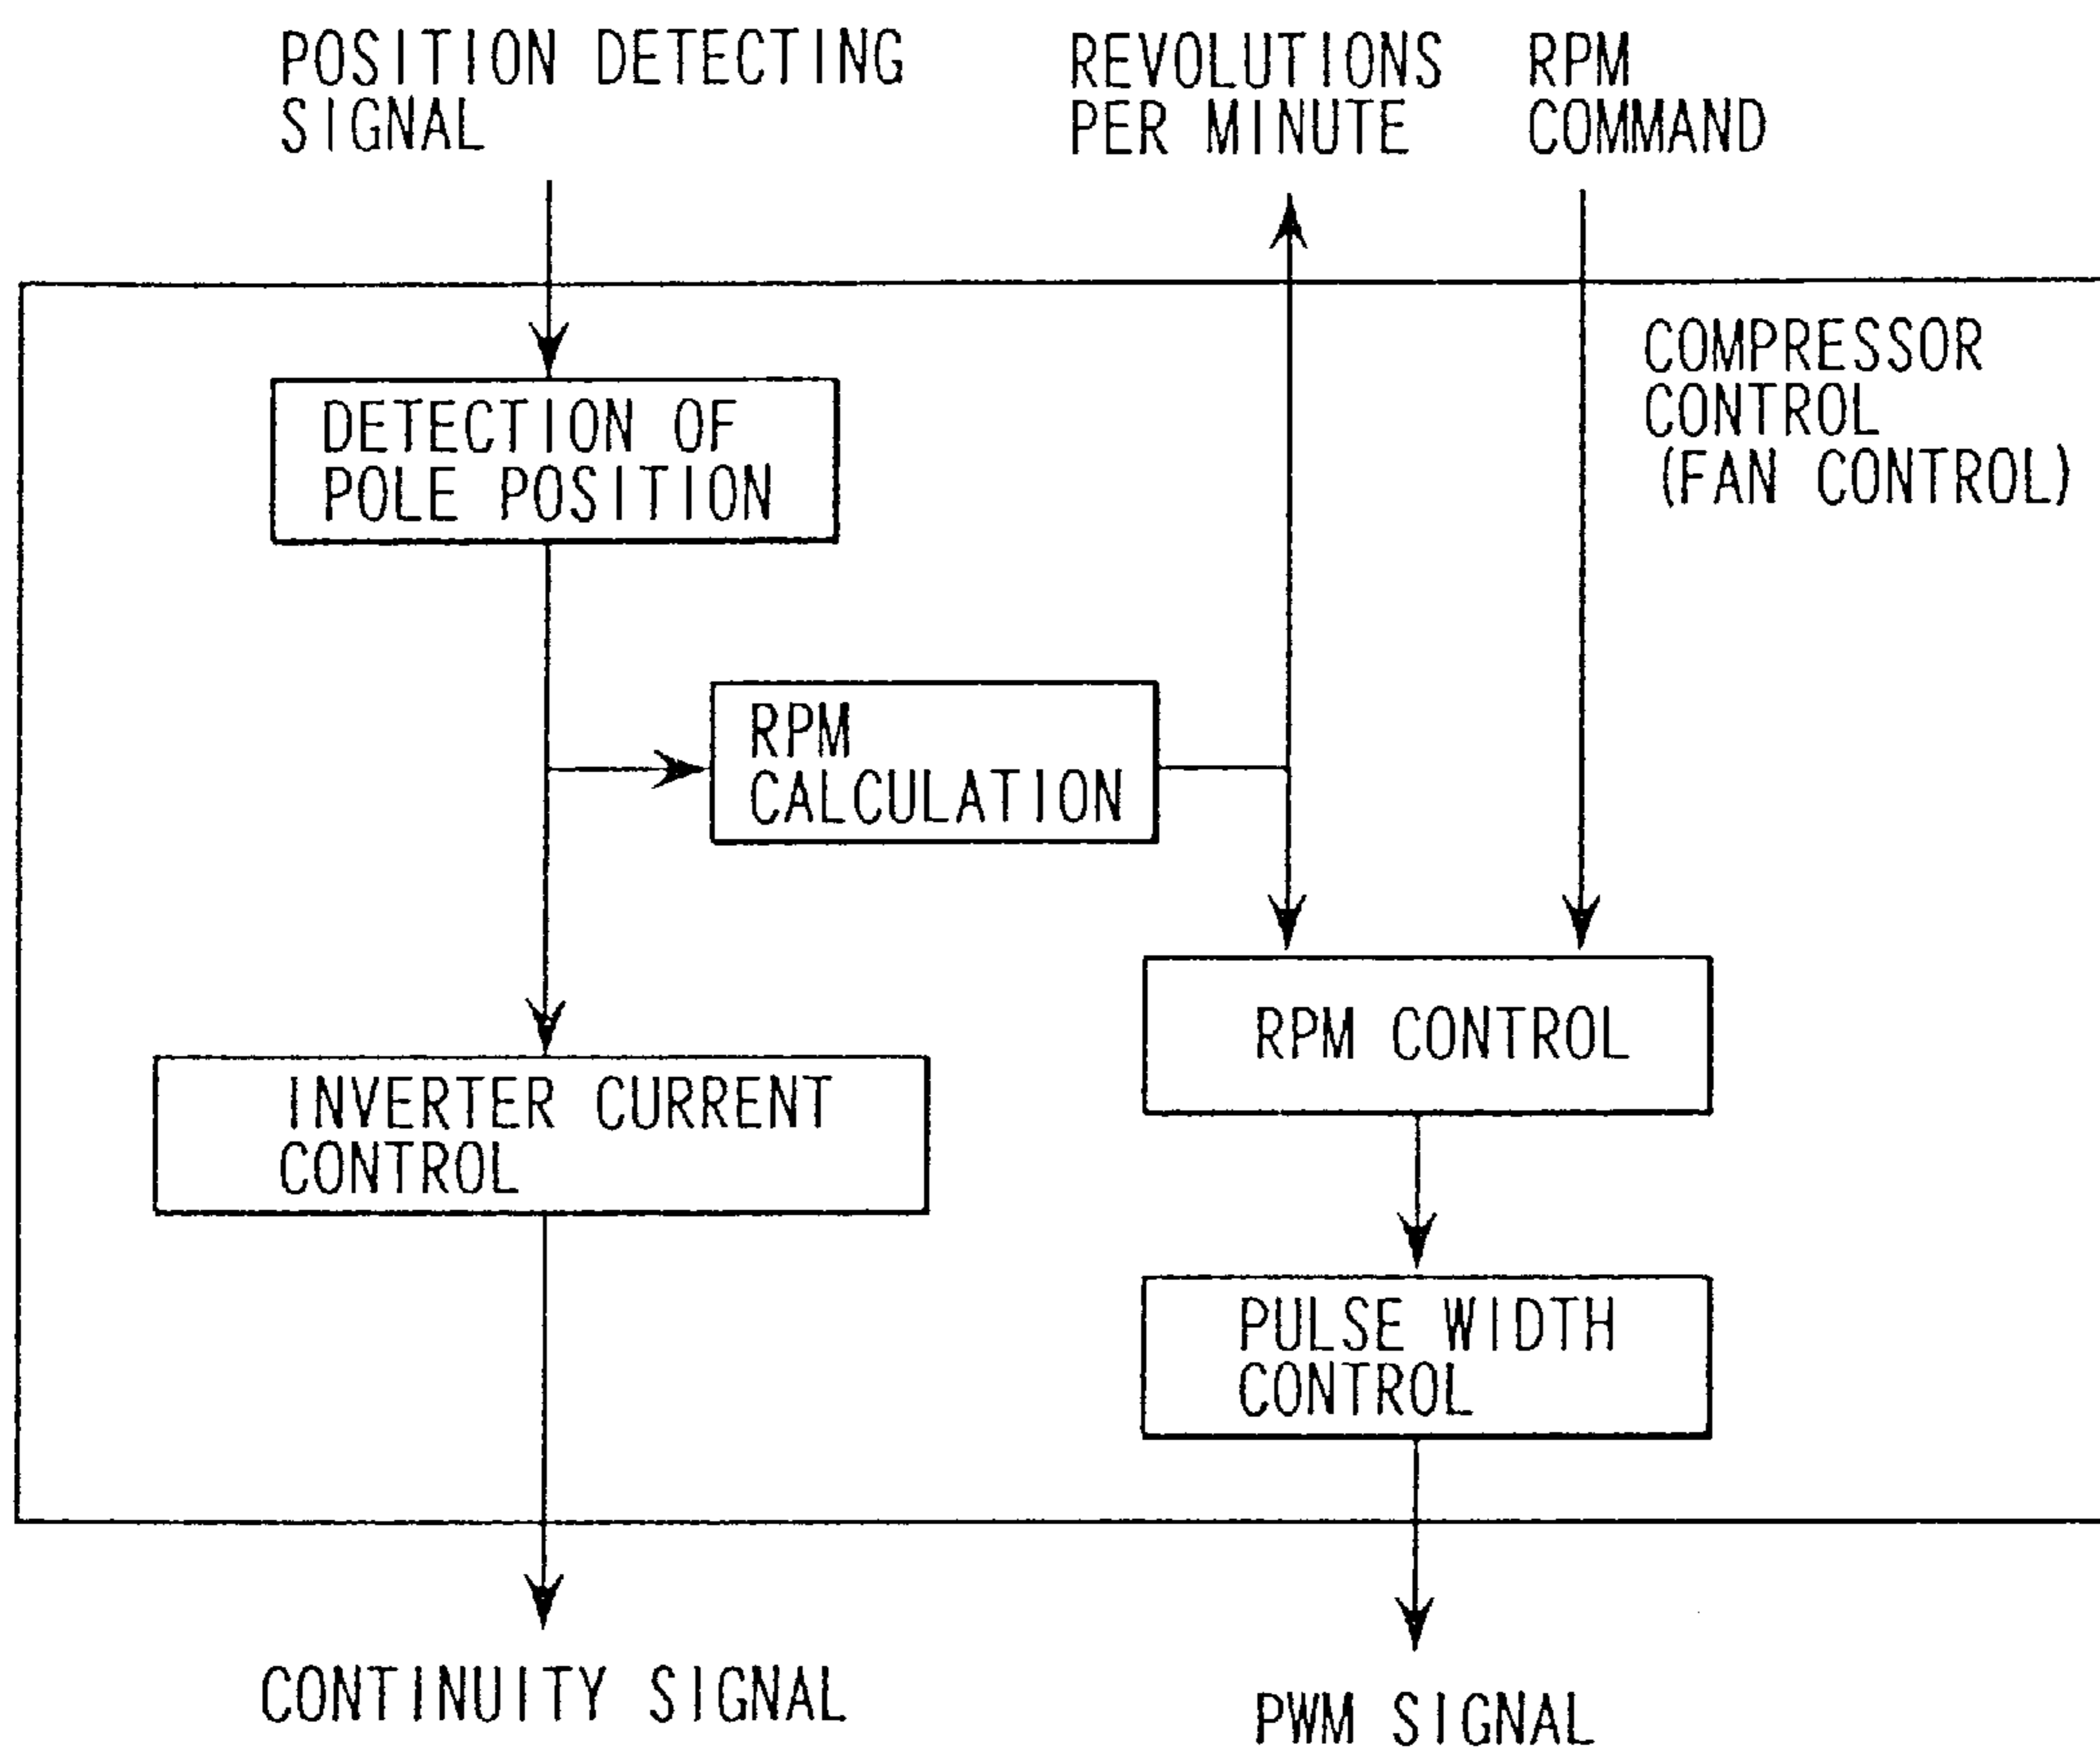 POSITION DETECTING
SIGNAL
REVOLUTIONS
PER MINUTE
RPM
COMMAND
COMPRESSOR
CONTROL
(FAN CONTROL)
DETECTION OF
POLE POSITION
RPM
CALCULATION
RPM CONTROL
INVERTER CURRENT
CONTROL
PULSE WIDTH
CONTROL
CONTINUITY SIGNAL
PWM SIGNAL